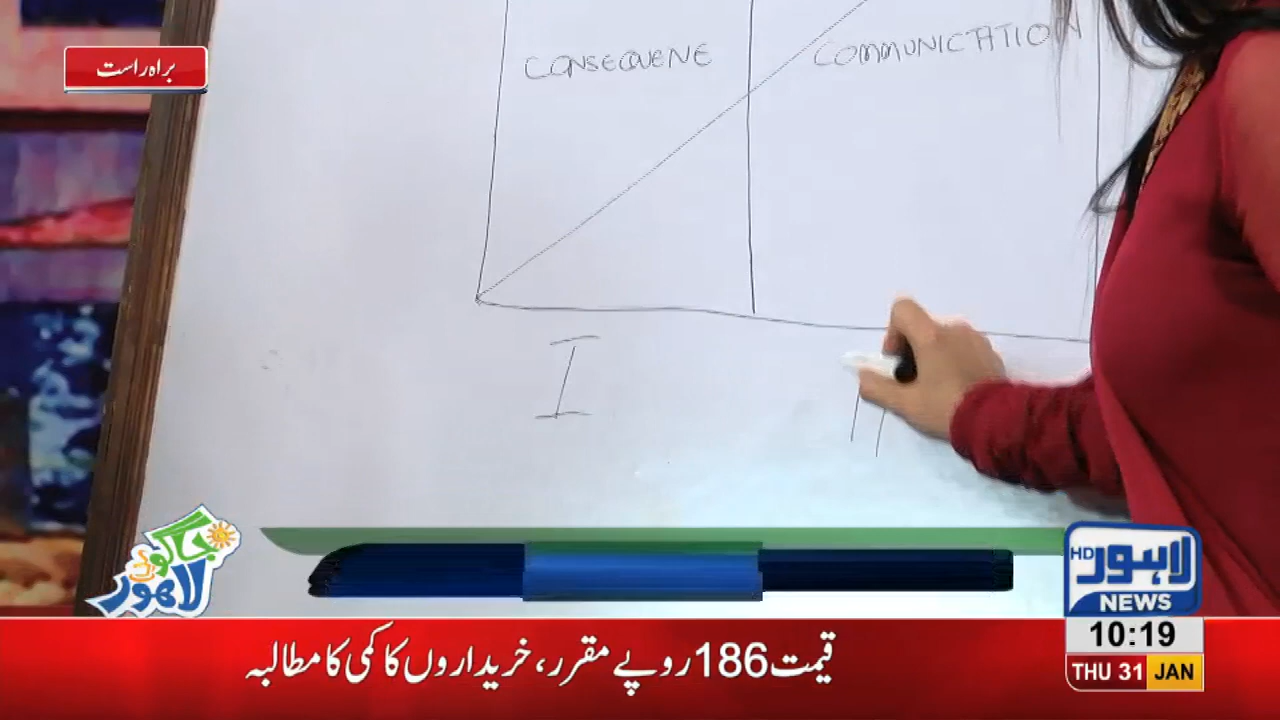 براہ راست
CONSEQUENE
COMMUNICTATION
I
II
جاگو
لاہور
HD
لاہور
NEWS
10:19
THU 31 JAN
قیمت 186 روپے مقرر، خریداروں کا کمی کا مطالبہ